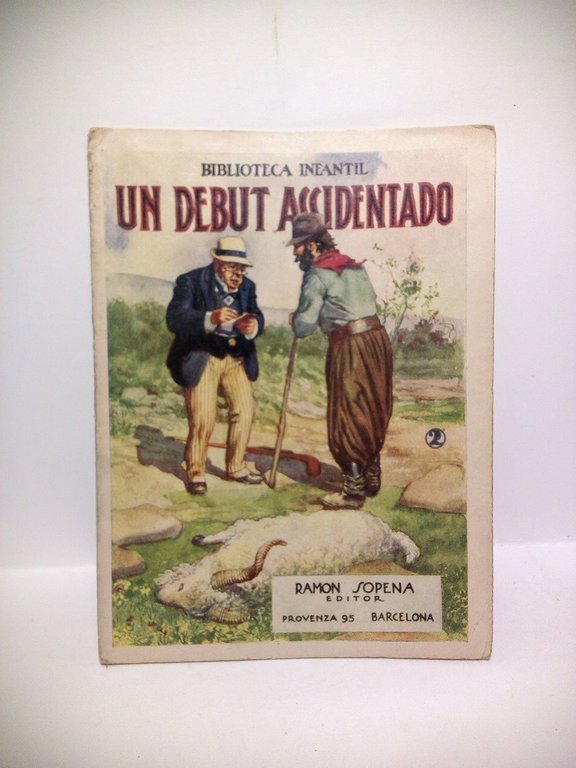 BIBLIOTECA INFANTIL
UN DEBUT ACCIDENTADO
2
RAMON SOPENA
EDITOR
PROVENZA 95 BARCELONA